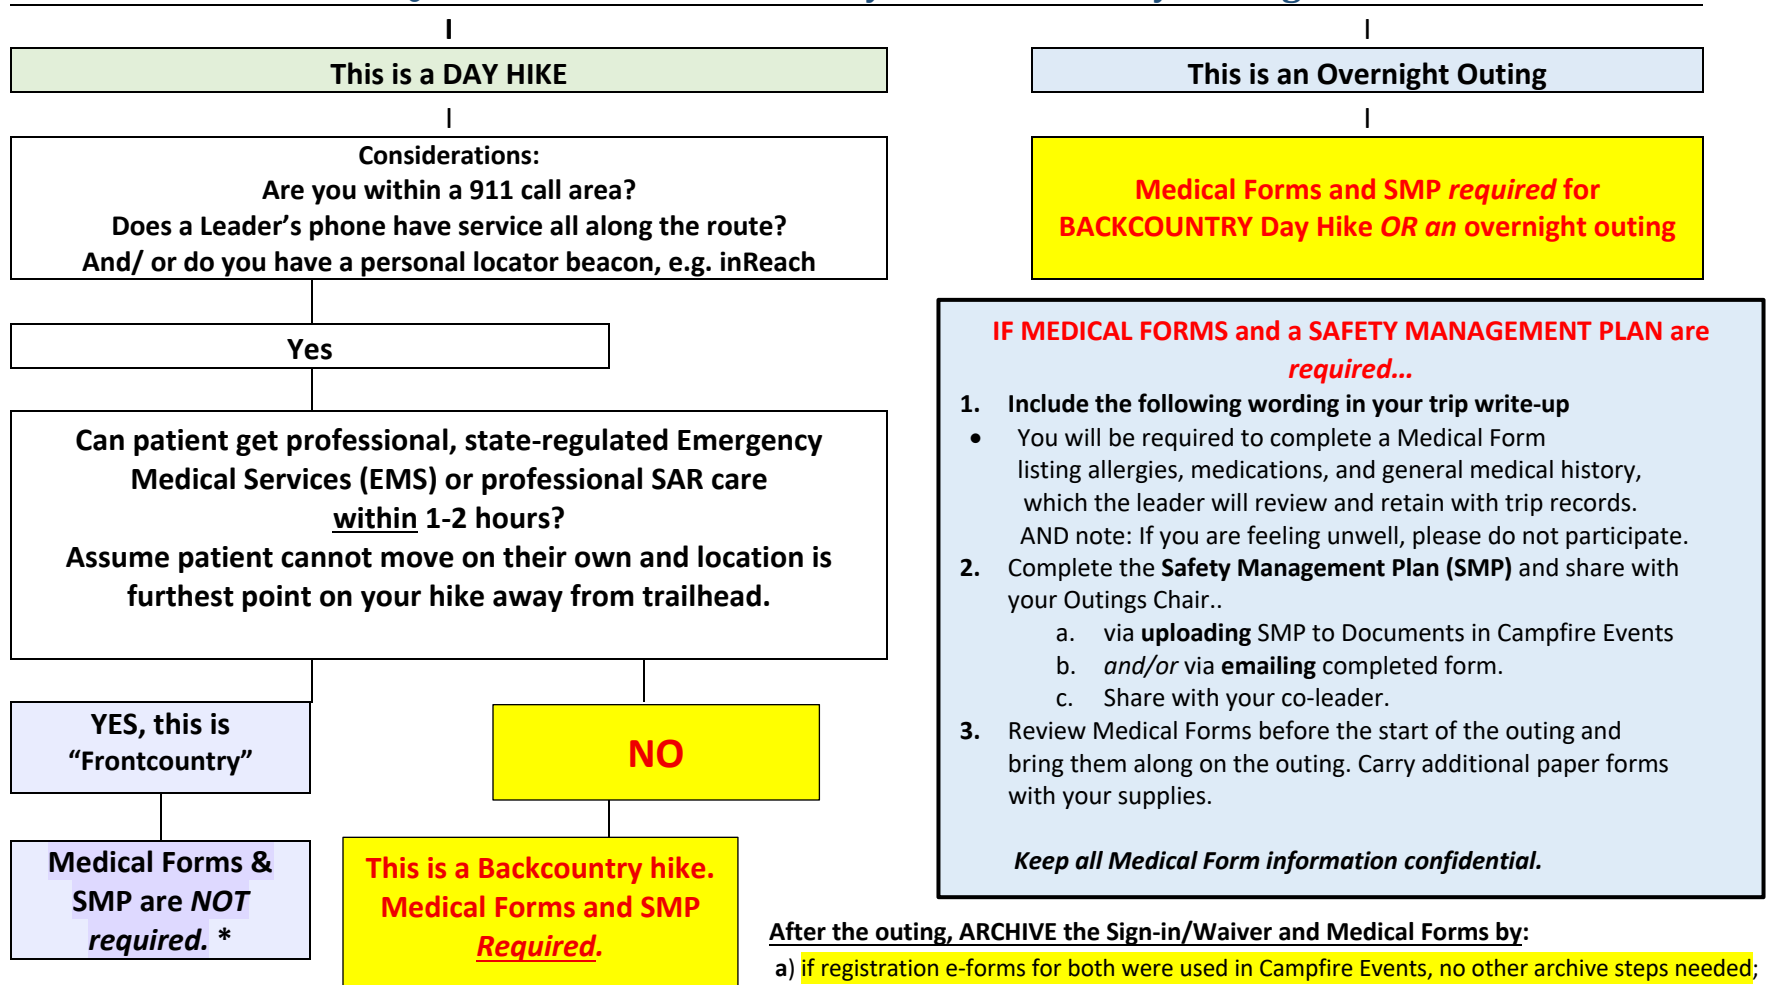 This is a DAY HIKE
Considerations:
Are you within a 911 call area?
Does a Leader’s phone have service all along the route?
And/ or do you have a personal locator beacon, e.g. inReach
Yes
Can patient get professional, state-regulated Emergency
Medical Services (EMS) or professional SAR care
within 1-2 hours?
Assume patient cannot move on their own and location is
furthest point on your hike away from trailhead.
YES, this is
“Frontcountry”
Medical Forms &
SMP are NOT
required. *
NO
This is a Backcountry hike.
Medical Forms and SMP
Required.
This is an Overnight Outing
Medical Forms and SMP required for
BACKCOUNTRY Day Hike OR an overnight outing
IF MEDICAL FORMS and a SAFETY MANAGEMENT PLAN are
required...
1. Include the following wording in your trip write-up
• You will be required to complete a Medical Form
listing allergies, medications, and general medical history,
which the leader will review and retain with trip records.
AND note: If you are feeling unwell, please do not participate.
2. Complete the Safety Management Plan (SMP) and share with
your Outings Chair..
a. via uploading SMP to Documents in Campfire Events
b. and/or via emailing completed form.
c. Share with your co-leader.
3. Review Medical Forms before the start of the outing and
bring them along on the outing. Carry additional paper forms
with your supplies.
Keep all Medical Form information confidential.
After the outing, ARCHIVE the Sign-in/Waiver and Medical Forms by:
a) if registration e-forms for both were used in Campfire Events, no other archive steps needed;